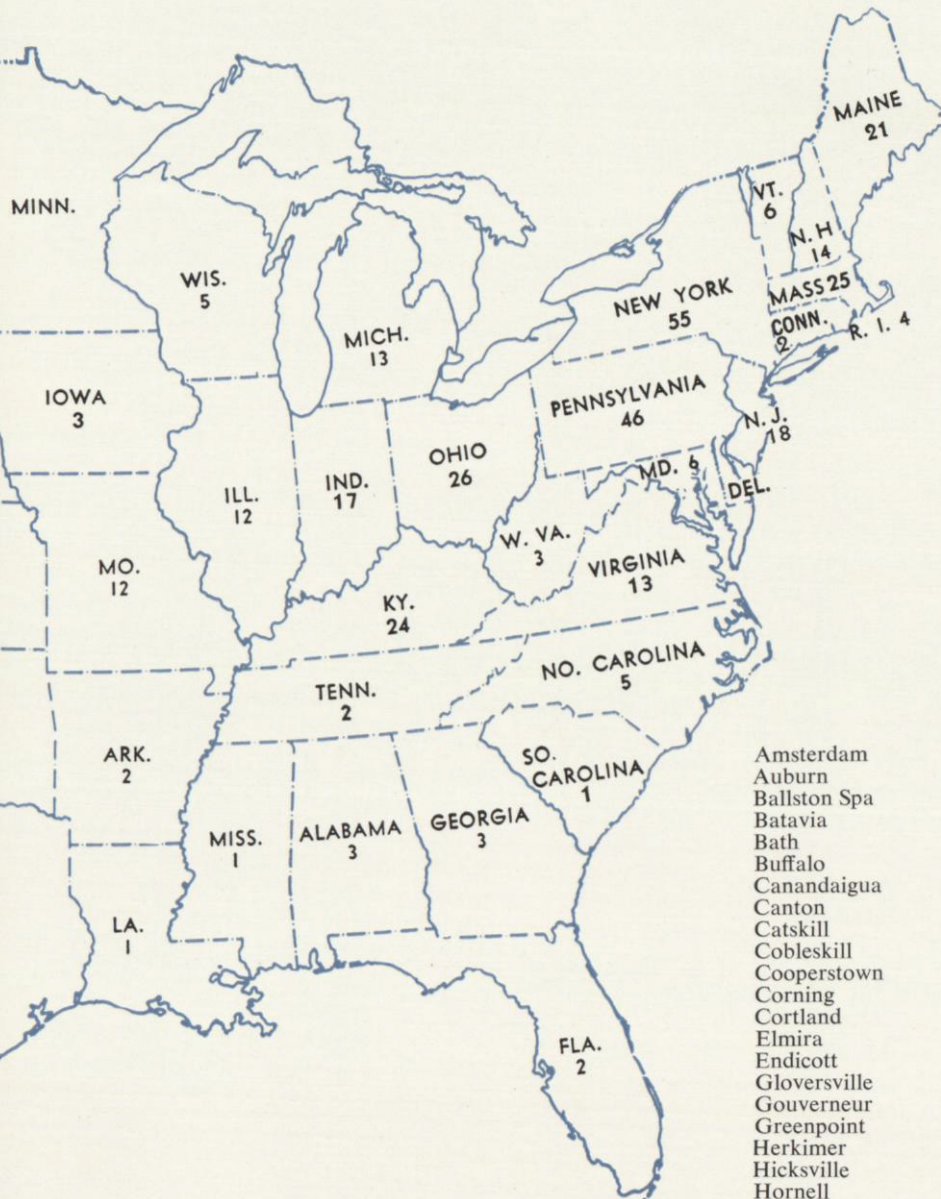 MAINE
21
VT.
6
N. H
14
MINN.
WIS.
5
MICH.
13
NEW YORK
55
MASS 25
CONN.
2
R. I. 4
IOWA
3
PENNSYLVANIA
46
N. J.
18
ILL.
12
IND.
17
OHIO
26
MD. 6
DEL.
W. VA.
3
VIRGINIA
13
MO.
12
KY.
24
NO. CAROLINA
5
TENN.
2
ARK.
2
SO.
CAROLINA
1
MISS.
1
ALABAMA
3
GEORGIA
3
LA.
1
FLA.
2
Amsterdam
Auburn
Ballston Spa
Batavia
Bath
Buffalo
Canandaigua
Canton
Catskill
Cobleskill
Cooperstown
Corning
Cortland
Elmira
Endicott
Gloversville
Gouverneur
Greenpoint
Herkimer
Hicksville
Hornell